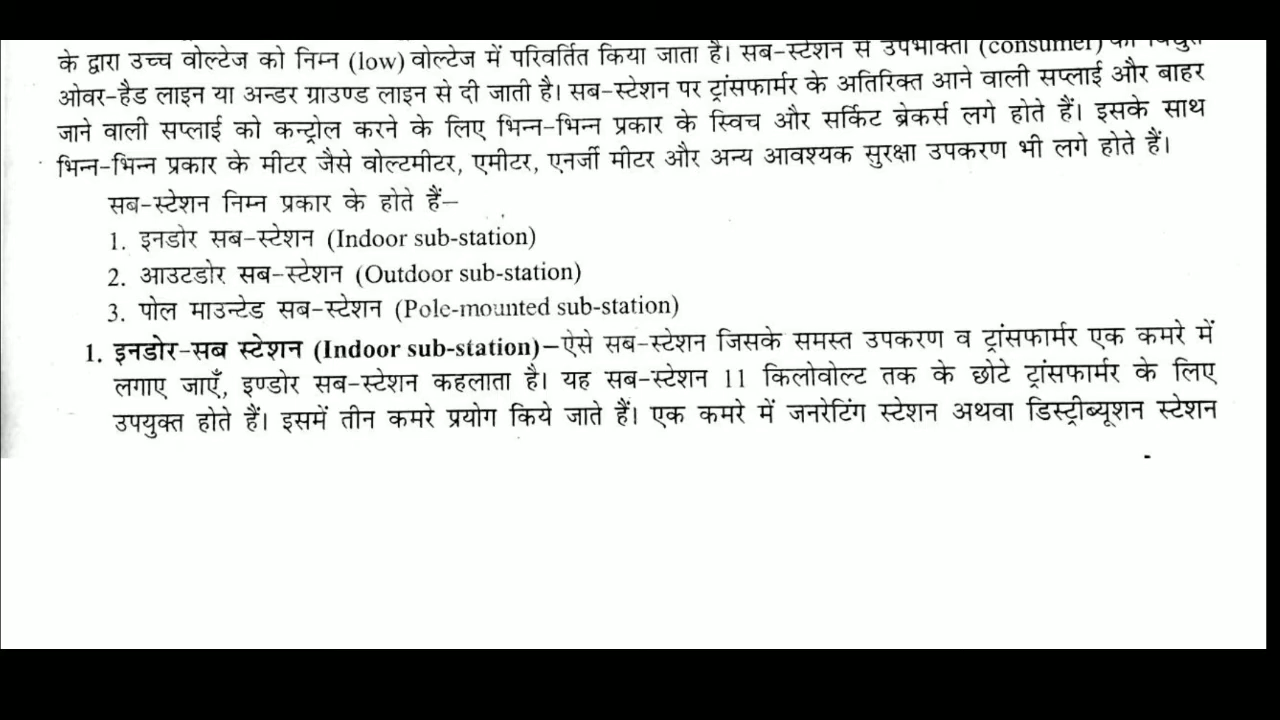 के द्वारा उच्च वोल्टेज को निम्न (low) वोल्टेज में परिवर्तित किया जाता है। सब-स्टेशन से उपभोक्ता (consumer) को विद्युत
ओवर-हैड लाइन या अन्डर ग्राउण्ड लाइन से दी जाती है। सब-स्टेशन पर ट्रांसफार्मर के अतिरिक्त आने वाली सप्लाई और बाहर
जाने वाली सप्लाई को कन्ट्रोल करने के लिए भिन्न-भिन्न प्रकार के स्विच और सर्किट ब्रेकर्स लगे होते हैं। इसके साथ
भिन्न-भिन्न प्रकार के मीटर जैसे वोल्टमीटर, एमीटर, एनर्जी मीटर और अन्य आवश्यक सुरक्षा उपकरण भी लगे होते हैं।
सब-स्टेशन निम्न प्रकार के होते हैं–
1. इनडोर सब-स्टेशन (Indoor sub-station)
2. आउटडोर सब-स्टेशन (Outdoor sub-station)
3. पोल माउन्टेड सब-स्टेशन (Pole-mounted sub-station)
1. इनडोर-सब स्टेशन (Indoor sub-station)–ऐसे सब-स्टेशन जिसके समस्त उपकरण व ट्रांसफार्मर एक कमरे में
लगाए जाएँ, इण्डोर सब-स्टेशन कहलाता है। यह सब-स्टेशन 11 किलोवोल्ट तक के छोटे ट्रांसफार्मर के लिए
उपयुक्त होते हैं। इसमें तीन कमरे प्रयोग किये जाते हैं। एक कमरे में जनरेटिंग स्टेशन अथवा डिस्ट्रीब्यूशन स्टेशन